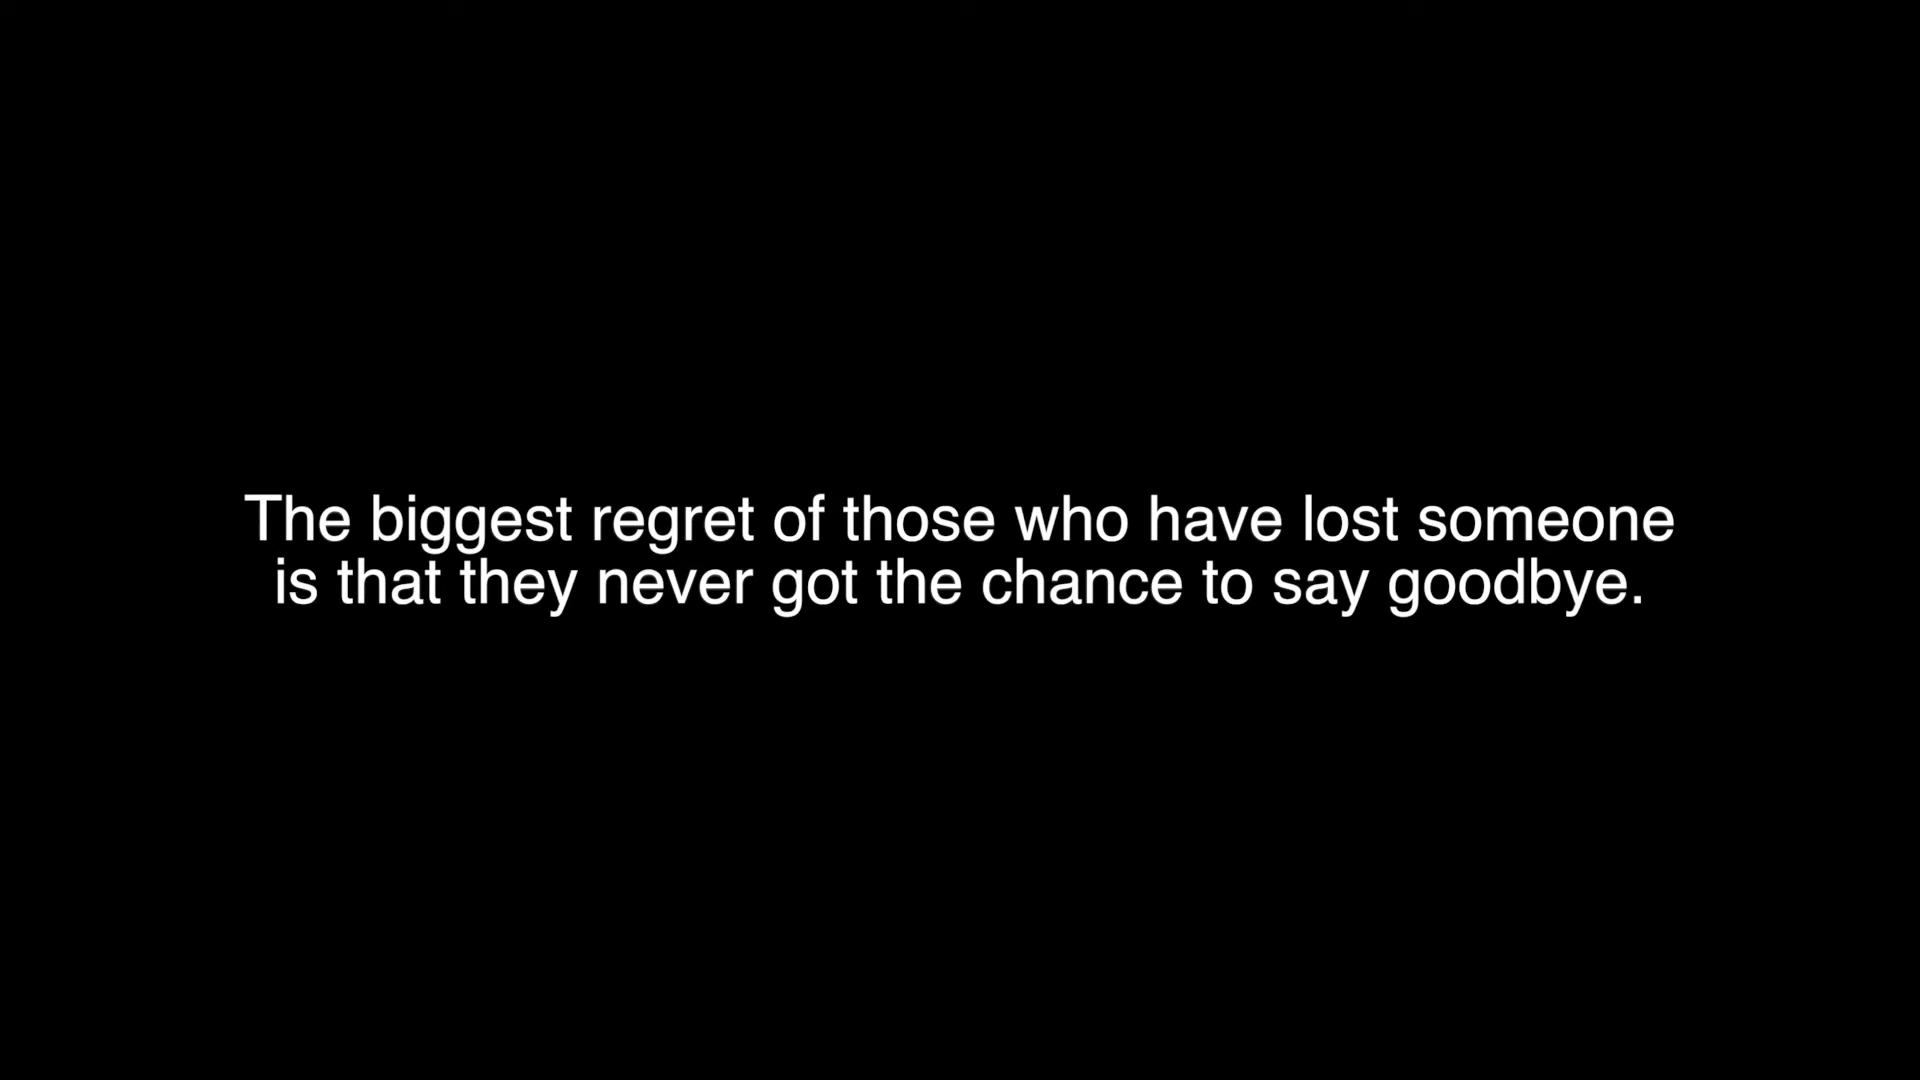 The biggest regret of those who have lost someone
is that they never got the chance to say goodbye.